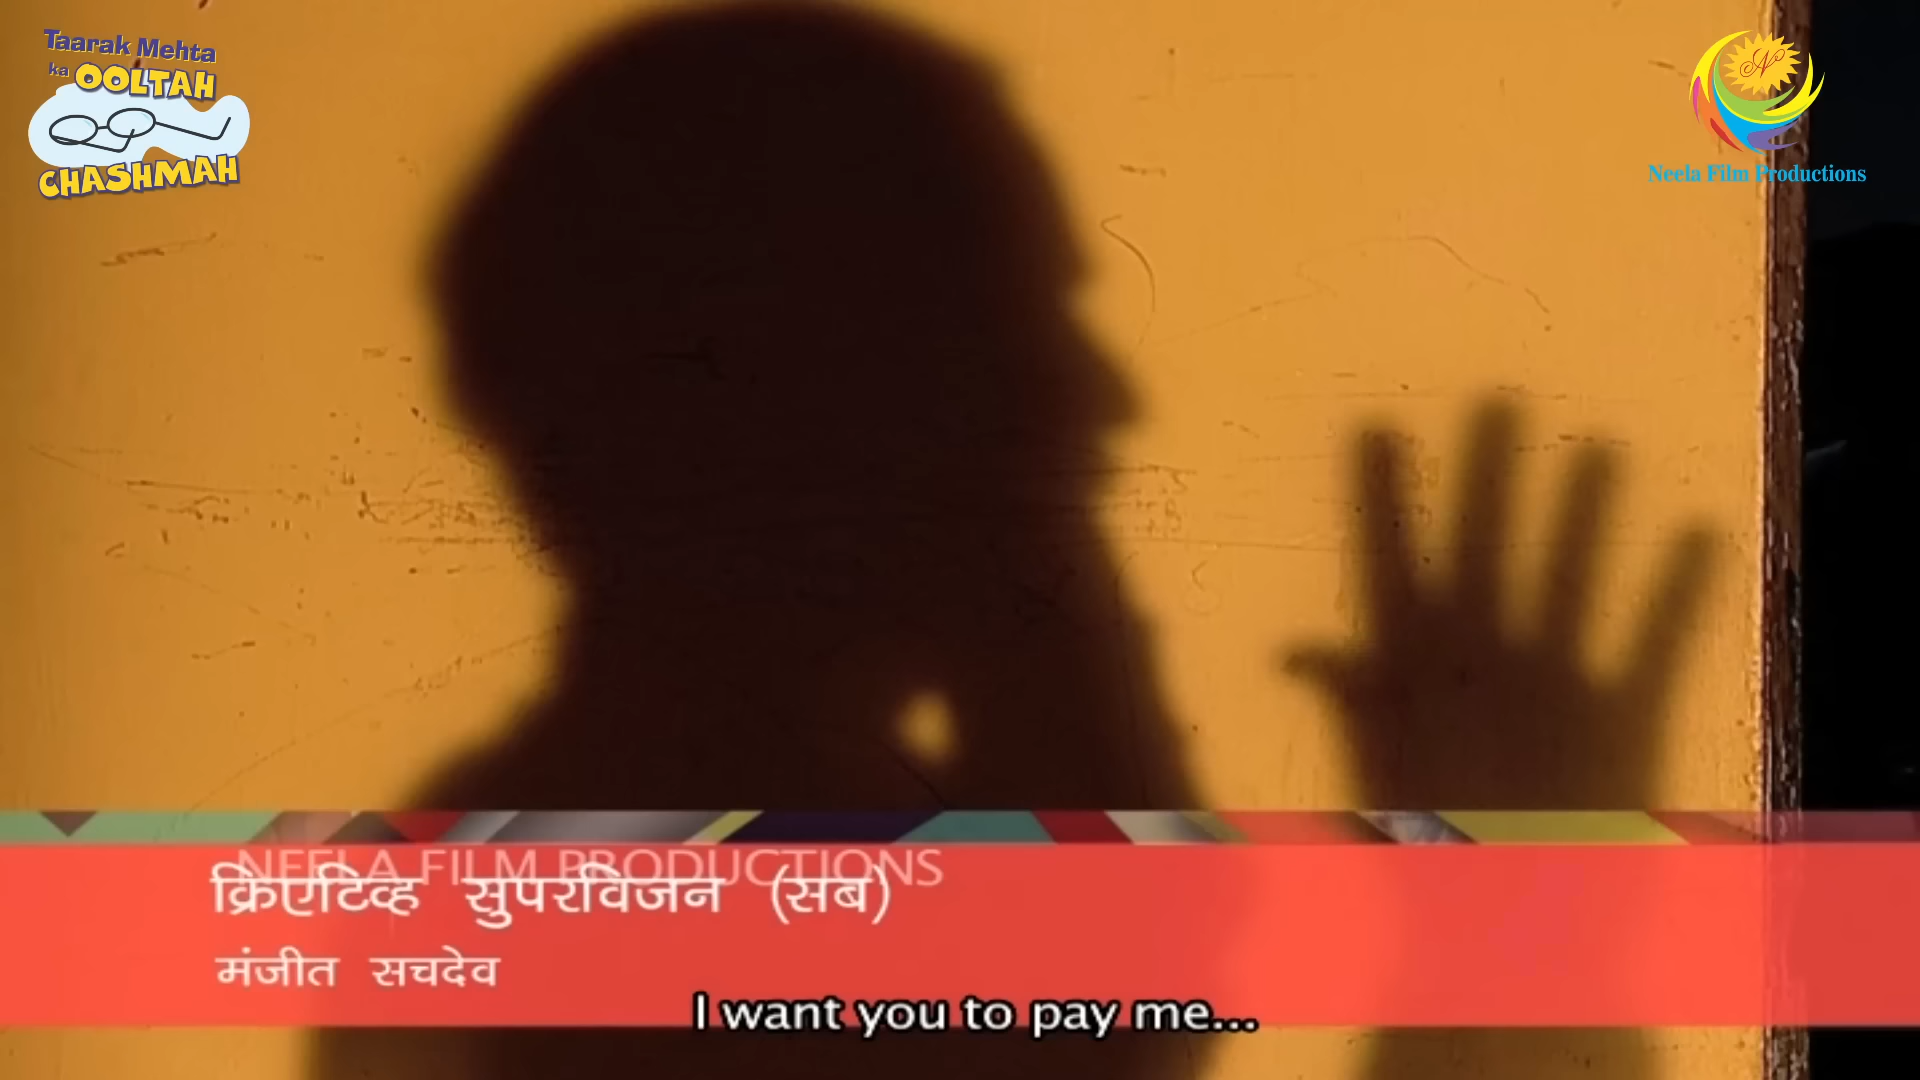 Taarak Mehta
ka OOLTAH
CHASHMAH
Neela Film Productions
NEELA FILM PRODUCTIONS
क्रिएटिव्ह सुपरविजन (सब)
मंजीत सचदेव
I want you to pay me...